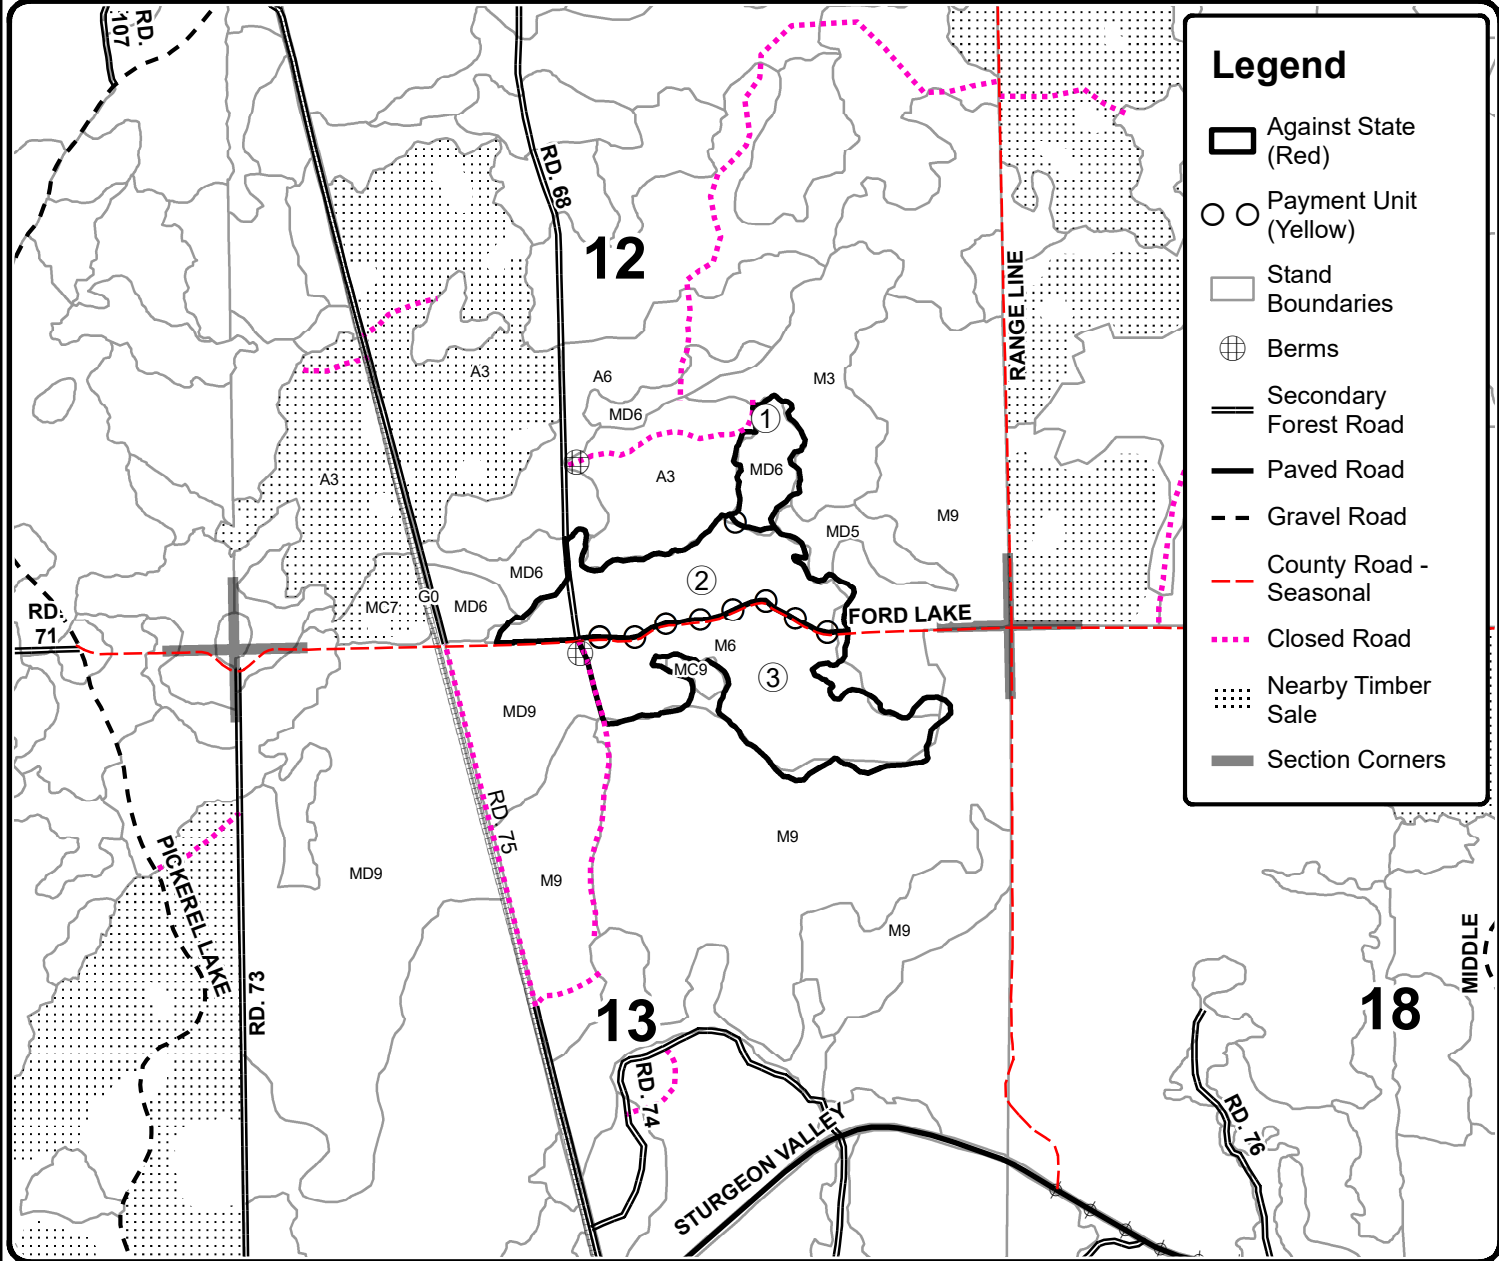 RD.
107
RD. 68
12
RANGE LINE
A3
A6
MD6
M3
1
A3
A3
MD6
M9
MD5
MD6
2
MC7
G0
MD6
FORD LAKE
RD.
71
M6
MC9
3
MD9
RD. 75
M9
MD9
M9
M9
PICKEREL LAKE
RD. 73
13
RD. 74
STURGEON VALLEY
RD. 76
18
MIDDLE
Legend
Against State
(Red)
Payment Unit
(Yellow)
Stand
Boundaries
Berms
Secondary
Forest Road
Paved Road
Gravel Road
County Road -
Seasonal
Closed Road
Nearby Timber
Sale
Section Corners